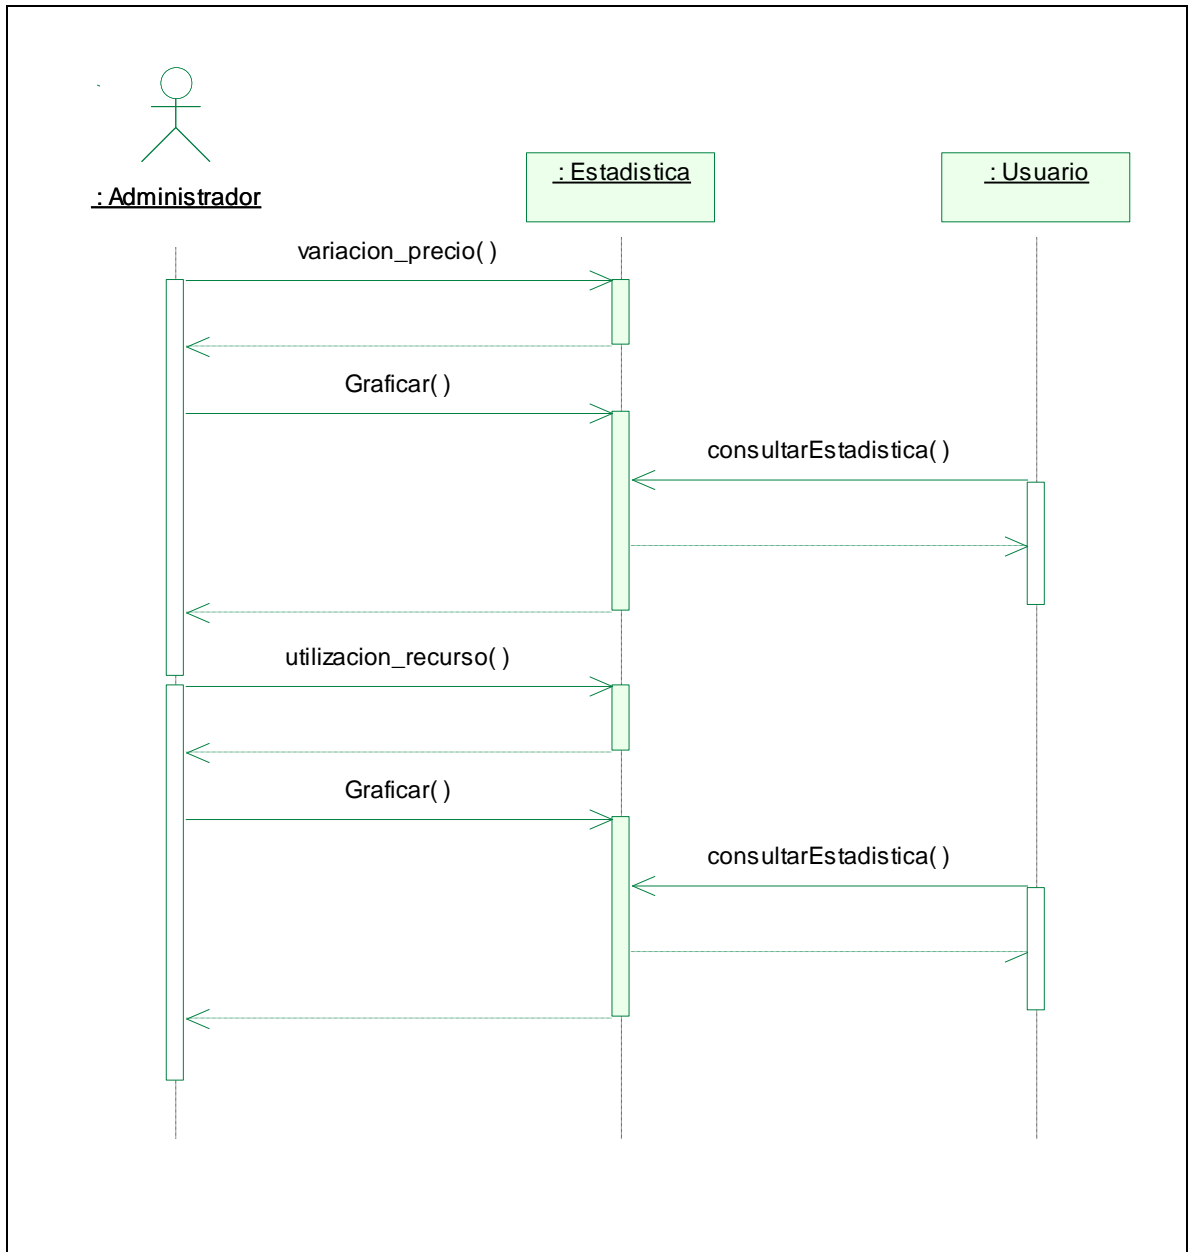 : Administrador
: Estadistica
: Usuario
variacion_precio( )
Graficar( )
consultarEstadistica( )
utilizacion_recurso( )
Graficar( )
consultarEstadistica( )